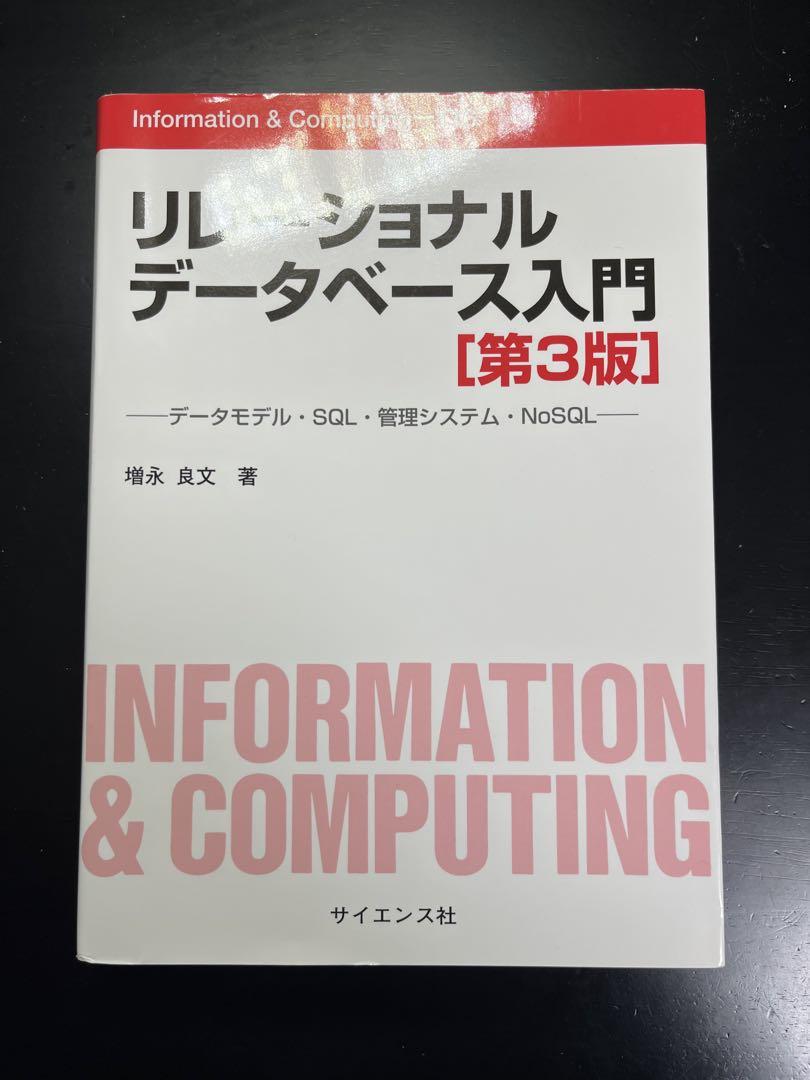 Information & Computing
リレーショナル
データベース入門
[第3版]
──データモデル・SQL・管理システム・NoSQL──
増永 良文 著
INFORMATION
& COMPUTING
サイエンス社